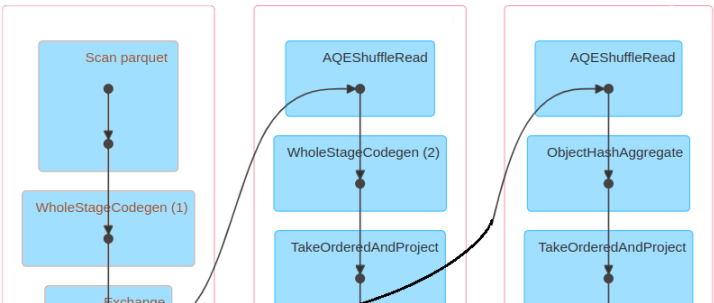 Scan parquet
WholeStageCodegen (1)
Exchange
AQEShuffleRead
WholeStageCodegen (2)
TakeOrderedAndProject
AQEShuffleRead
ObjectHashAggregate
TakeOrderedAndProject